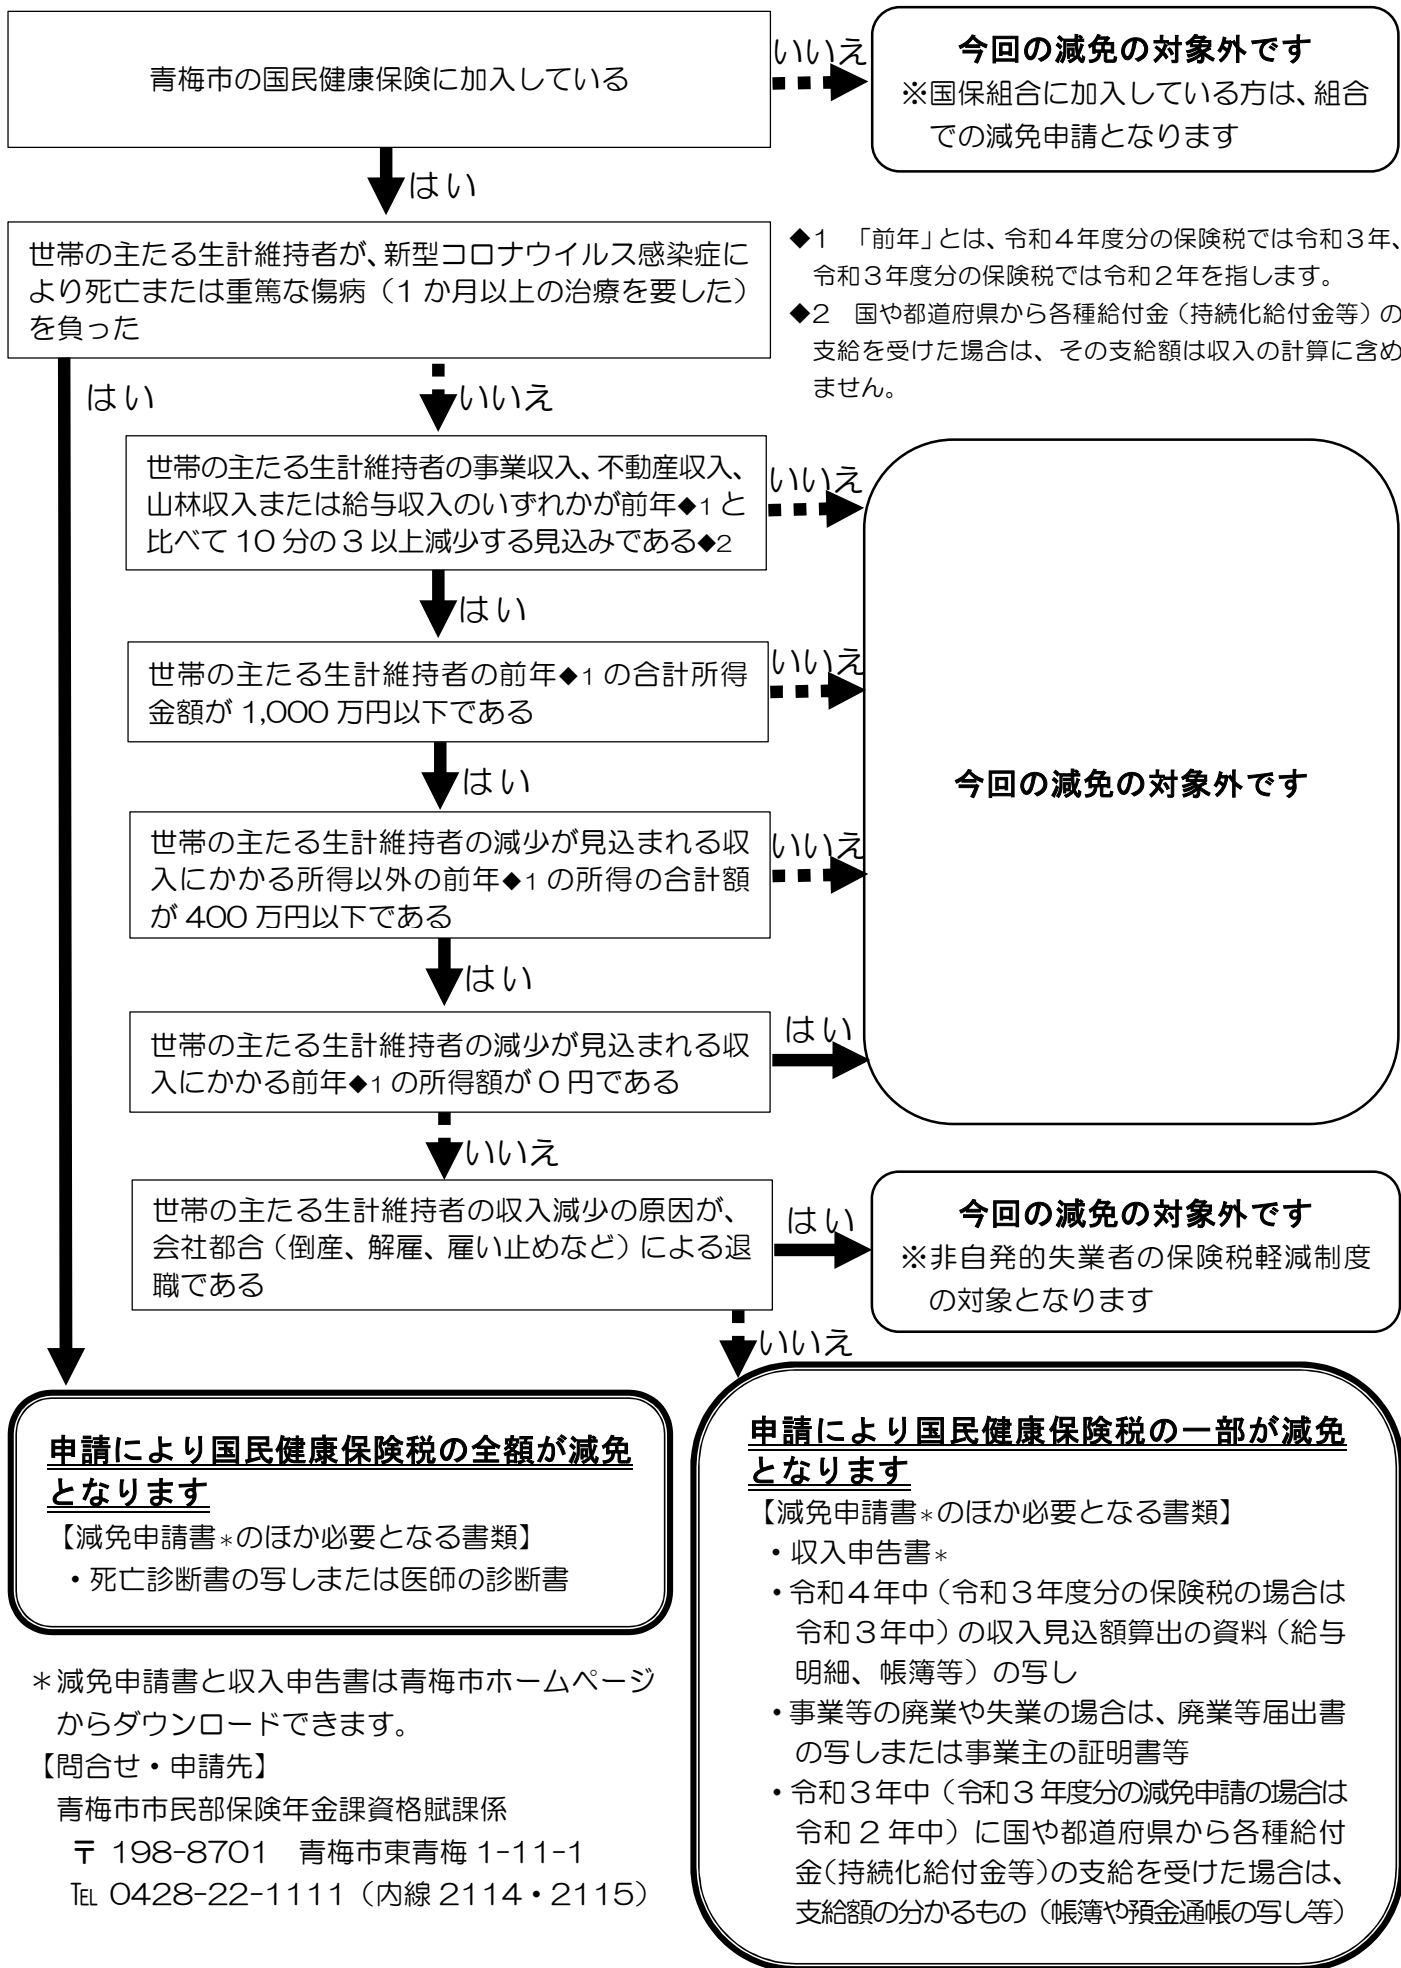 青梅市の国民健康保険に加入している
いいえ
今回の減免の対象外です
※国保組合に加入している方は、組合
での減免申請となります
はい
世帯の主たる生計維持者が、新型コロナウイルス感染症に
より死亡または重篤な傷病（1か月以上の治療を要した）
を負った
◆1　「前年」とは、令和４年度分の保険税では令和３年、
令和３年度分の保険税では令和２年を指します。
◆2　国や都道府県から各種給付金（持続化給付金等）の
支給を受けた場合は、その支給額は収入の計算に含め
ません。
はい
いいえ
世帯の主たる生計維持者の事業収入、不動産収入、
山林収入または給与収入のいずれかが前年◆1と
比べて10分の3以上減少する見込みである◆2
いいえ
はい
世帯の主たる生計維持者の前年◆1の合計所得
金額が1,000万円以下である
いいえ
今回の減免の対象外です
はい
世帯の主たる生計維持者の減少が見込まれる収
入にかかる所得以外の前年◆1の所得の合計額
が400万円以下である
いいえ
はい
世帯の主たる生計維持者の減少が見込まれる収
入にかかる前年◆1の所得額が0円である
はい
いいえ
世帯の主たる生計維持者の収入減少の原因が、
会社都合（倒産、解雇、雇い止めなど）による退
職である
はい
今回の減免の対象外です
※非自発的失業者の保険税軽減制度
の対象となります
いいえ
申請により国民健康保険税の全額が減免
となります
【減免申請書＊のほか必要となる書類】
・死亡診断書の写しまたは医師の診断書
＊減免申請書と収入申告書は青梅市ホームページ
からダウンロードできます。
【問合せ・申請先】
青梅市市民部保険年金課資格賦課係
〒 198-8701　青梅市東青梅1-11-1
℡ 0428-22-1111（内線2114・2115）
申請により国民健康保険税の一部が減免
となります
【減免申請書＊のほか必要となる書類】
・収入申告書＊
・令和４年中（令和３年度分の保険税の場合は
令和３年中）の収入見込額算出の資料（給与
明細、帳簿等）の写し
・事業等の廃業や失業の場合は、廃業等届出書
の写しまたは事業主の証明書等
・令和３年中（令和３年度分の減免申請の場合は
令和２年中）に国や都道府県から各種給付
金（持続化給付金等）の支給を受けた場合は、
支給額の分かるもの（帳簿や預金通帳の写し等）